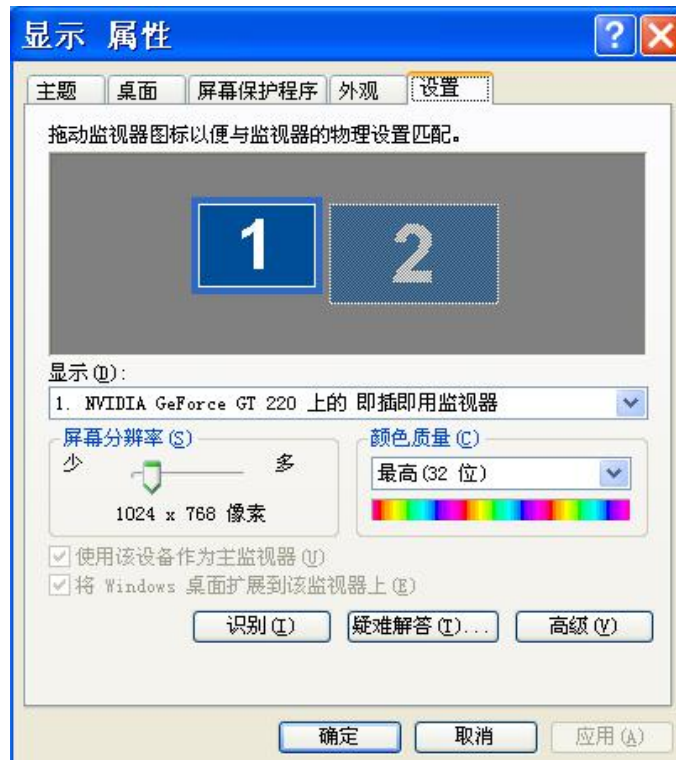 显示 属性
主题 桌面 屏幕保护程序 外观 设置
拖动监视器图标以便与监视器的物理设置匹配。
1 2
显示(D):
1. NVIDIA GeForce GT 220 上的 即插即用监视器
屏幕分辨率(S) 颜色质量(C)
少 多 最高(32 位)
1024 x 768 像素
使用该设备作为主监视器(U)
将 Windows 桌面扩展到该监视器上(E)
识别(I) 疑难解答(T)... 高级(V)
确定 取消 应用(A)